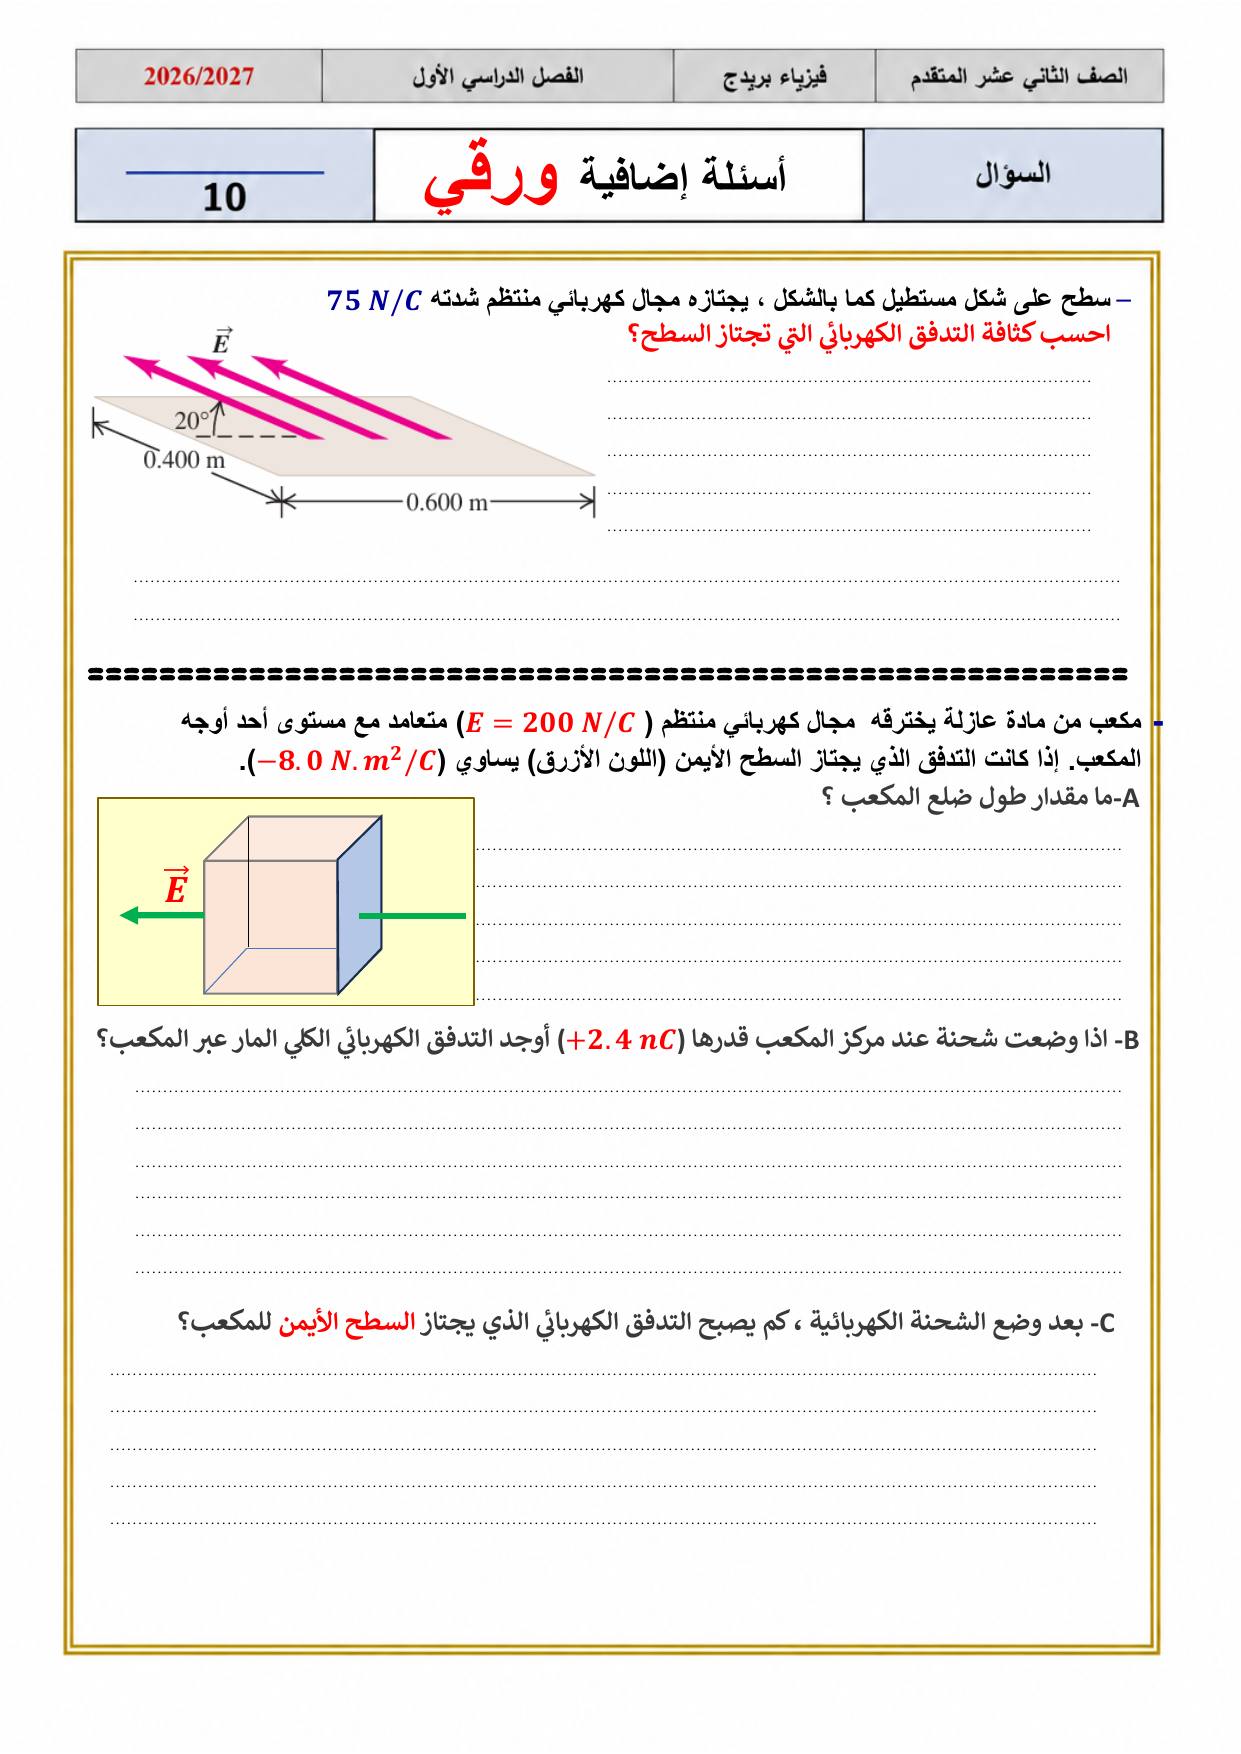 الصف الثاني عشر المتقدم فيزياء بريدج الفصل الدراسي الأول 2026/2027
السؤال أسئلة إضافية ورقي 10
– سطح على شكل مستطيل كما بالشكل ، يجتازه مجال كهربائي منتظم شدته 75 N/C
احسب كثافة التدفق الكهربائي التي تجتاز السطح؟
E
20°
0.400 m
0.600 m
- مكعب من مادة عازلة يخترقه مجال كهربائي منتظم (E = 200 N/C) متعامد مع مستوى أحد أوجه
المكعب. إذا كانت التدفق الذي يجتاز السطح الأيمن (اللون الأزرق) يساوي (−8.0 N.m²/C).
A-ما مقدار طول ضلع المكعب ؟
E
B- اذا وضعت شحنة عند مركز المكعب قدرها (+2.4 nC) أوجد التدفق الكهربائي الكلي المار عبر المكعب؟
C- بعد وضع الشحنة الكهربائية ، كم يصبح التدفق الكهربائي الذي يجتاز السطح الأيمن للمكعب؟